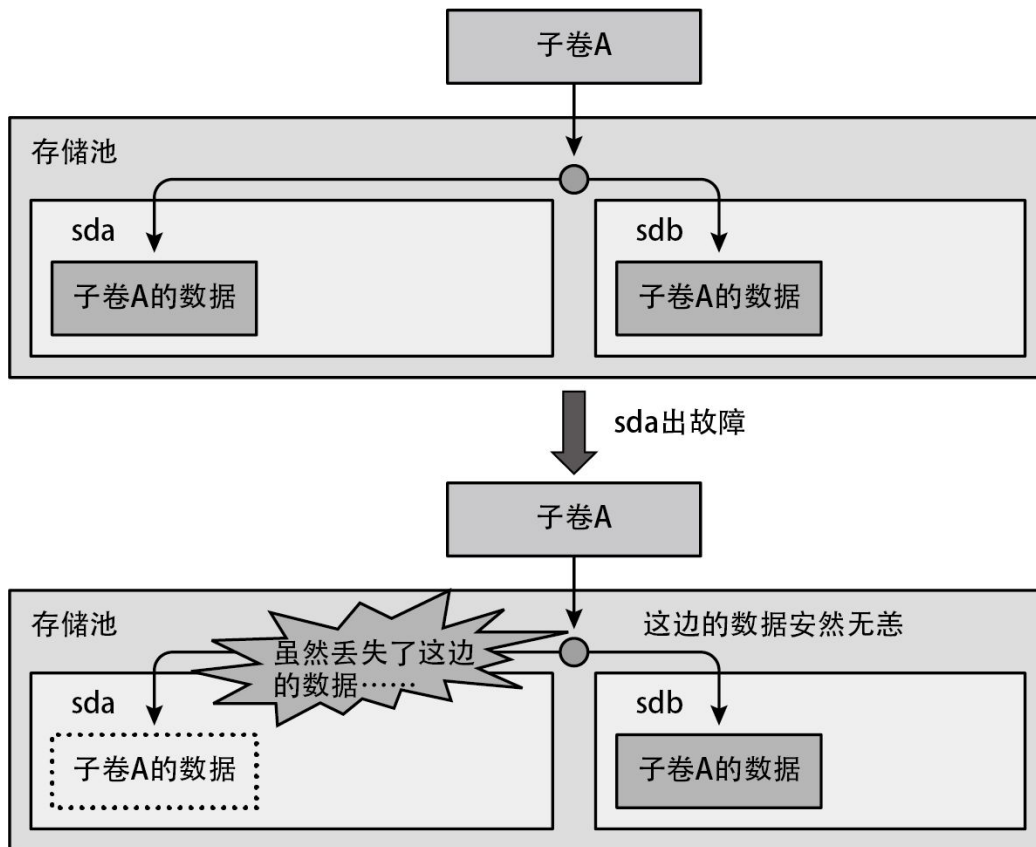 子卷A
存储池
sda
sdb
子卷A的数据
子卷A的数据
sda出故障
子卷A
存储池
这边的数据安然无恙
虽然丢失了这边
的数据……
sda
sdb
子卷A的数据
子卷A的数据